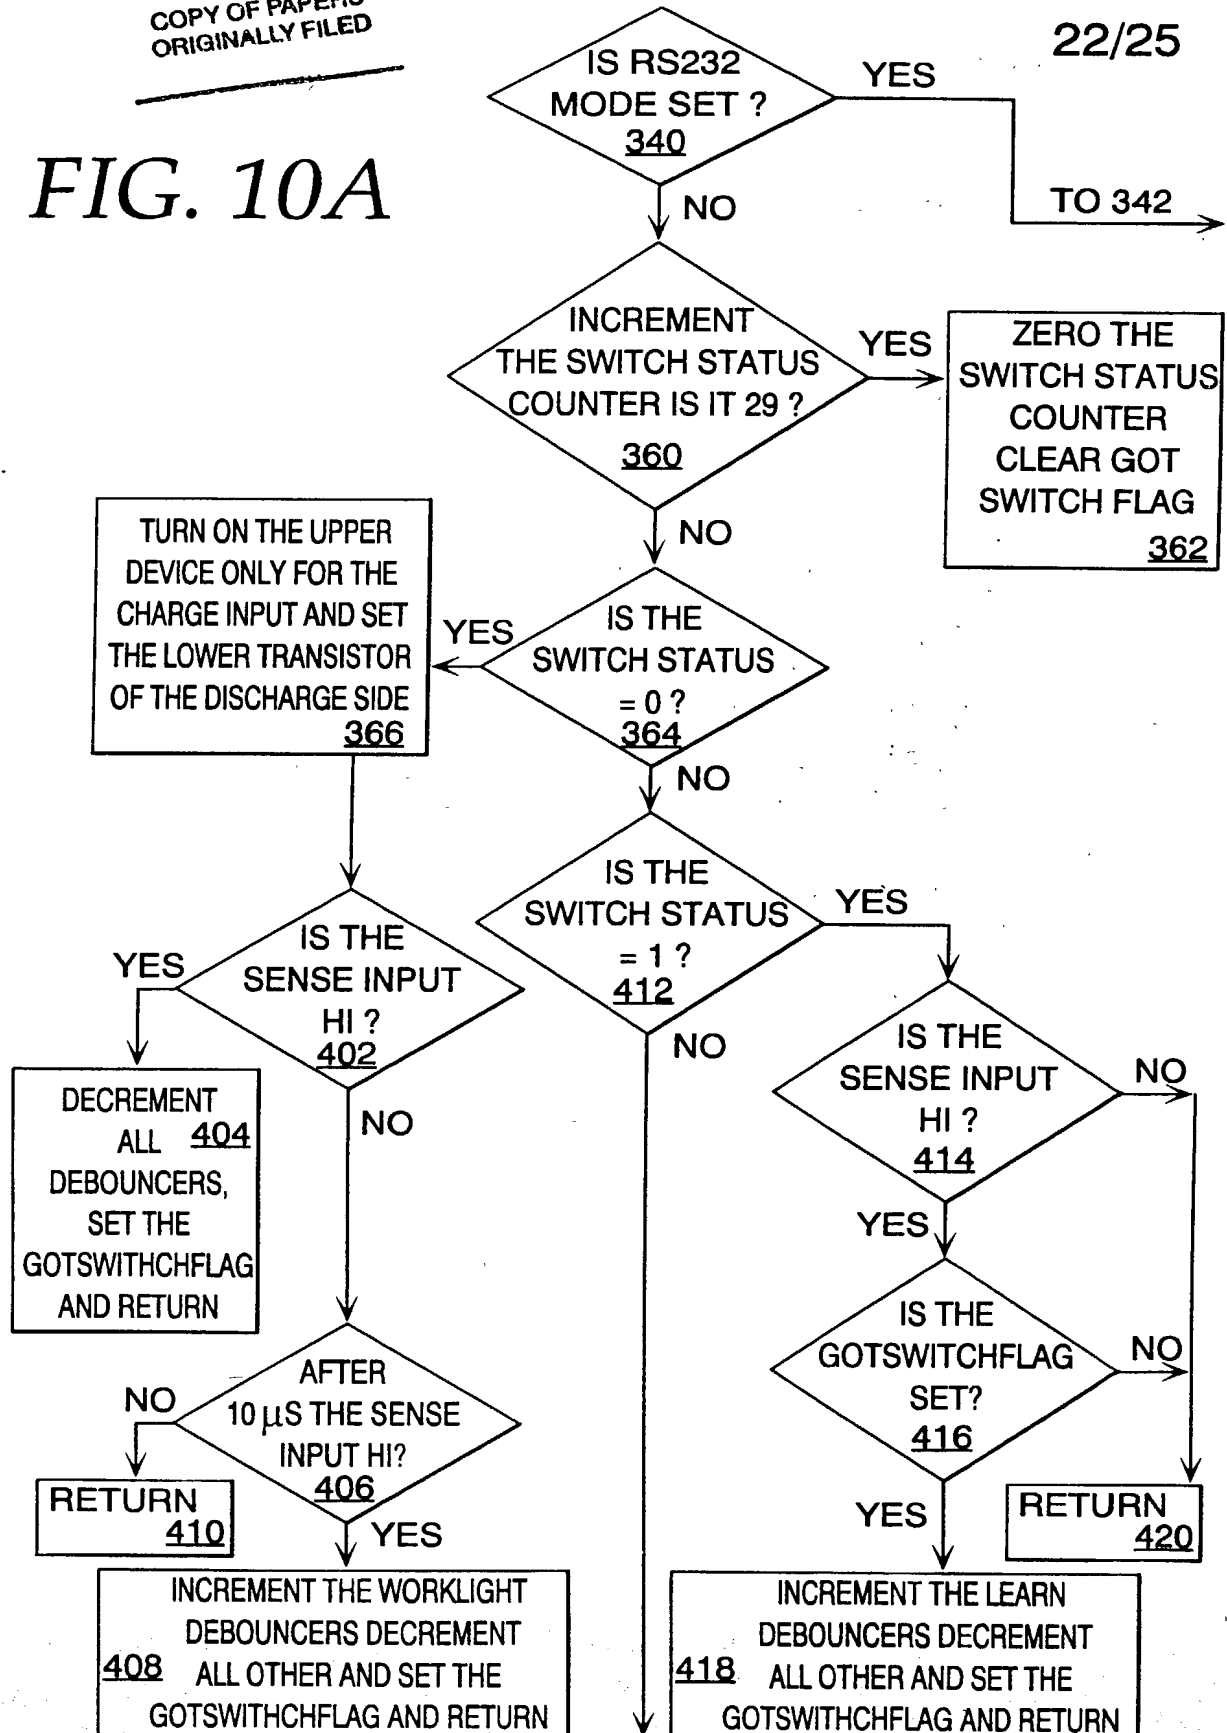 COPY OF PAPERS
ORIGINALLY FILED
22/25
FIG. 10A
IS RS232
MODE SET ?
340
YES
TO 342
NO
INCREMENT
THE SWITCH STATUS
COUNTER IS IT 29 ?
360
YES
ZERO THE
SWITCH STATUS
COUNTER
CLEAR GOT
SWITCH FLAG
362
NO
IS THE
SWITCH STATUS
= 0 ?
364
YES
TURN ON THE UPPER
DEVICE ONLY FOR THE
CHARGE INPUT AND SET
THE LOWER TRANSISTOR
OF THE DISCHARGE SIDE
366
NO
IS THE
SWITCH STATUS
= 1 ?
412
YES
NO
IS THE
SENSE INPUT
HI ?
402
YES
DECREMENT
ALL 404
DEBOUNCERS,
SET THE
GOTSWITHCHFLAG
AND RETURN
NO
IS THE
SENSE INPUT
HI ?
414
NO
YES
IS THE
GOTSWITCHFLAG
SET?
416
NO
AFTER
10 µS THE SENSE
INPUT HI?
406
NO
RETURN
410
YES
YES
RETURN
420
INCREMENT THE WORKLIGHT
DEBOUNCERS DECREMENT
408 ALL OTHER AND SET THE
GOTSWITHCHFLAG AND RETURN
INCREMENT THE LEARN
DEBOUNCERS DECREMENT
418 ALL OTHER AND SET THE
GOTSWITHCHFLAG AND RETURN